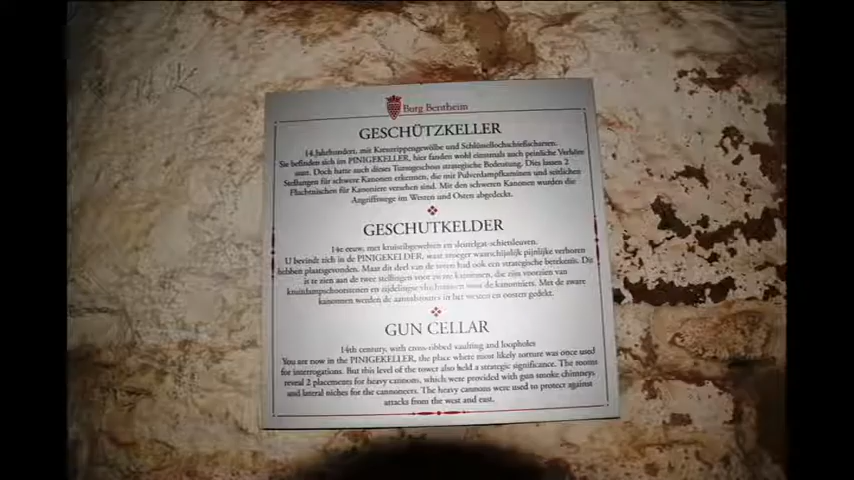 Burg Bentheim
GESCHÜTZKELLER
14. Jahrhundert, mit Kreuzrippengewölbe und Schlüssellochschießscharten.
Sie befinden sich im PINIGEKELLER, hier fanden wohl einstmals auch peinliche Verhöre
statt. Doch hatte auch dieses Turmgeschoss strategische Bedeutung. Dies lassen 2
Stellungen für schwere Kanonen erkennen, die mit Pulverdampfkaminen und seitlichen
Fluchtnischen für Kanoniere versehen sind. Mit den schweren Kanonen wurden die
Angriffswege im Westen und Osten abgedeckt.
GESCHUTKELDER
14e eeuw, met kruisribgewelven en sleutelgat-schietsleuven.
U bevindt zich in de PINIGEKELDER, waar vroeger waarschijnlijk pijnlijke verhoren
hebben plaatsgevonden. Maar dit deel van de toren had ook een strategische betekenis. Dit
is te zien aan de twee stellingen voor zware kanonnen, die zijn voorzien van
kruitdampschoorstenen en zijdelingse vluchtnissen voor de kanonniers. Met de zware
kanonnen werden de aanvalsroutes in het westen en oosten gedekt.
GUN CELLAR
14th century, with cross-ribbed vaulting and loopholes
You are now in the PINIGEKELLER, the place where most likely torture was once used
for interrogations. But this level of the tower also held a strategic significance. The rooms
reveal 2 placements for heavy cannons, which were provided with gun smoke chimneys,
and lateral niches for the cannoneers. The heavy cannons were used to protect against
attacks from the west and east.